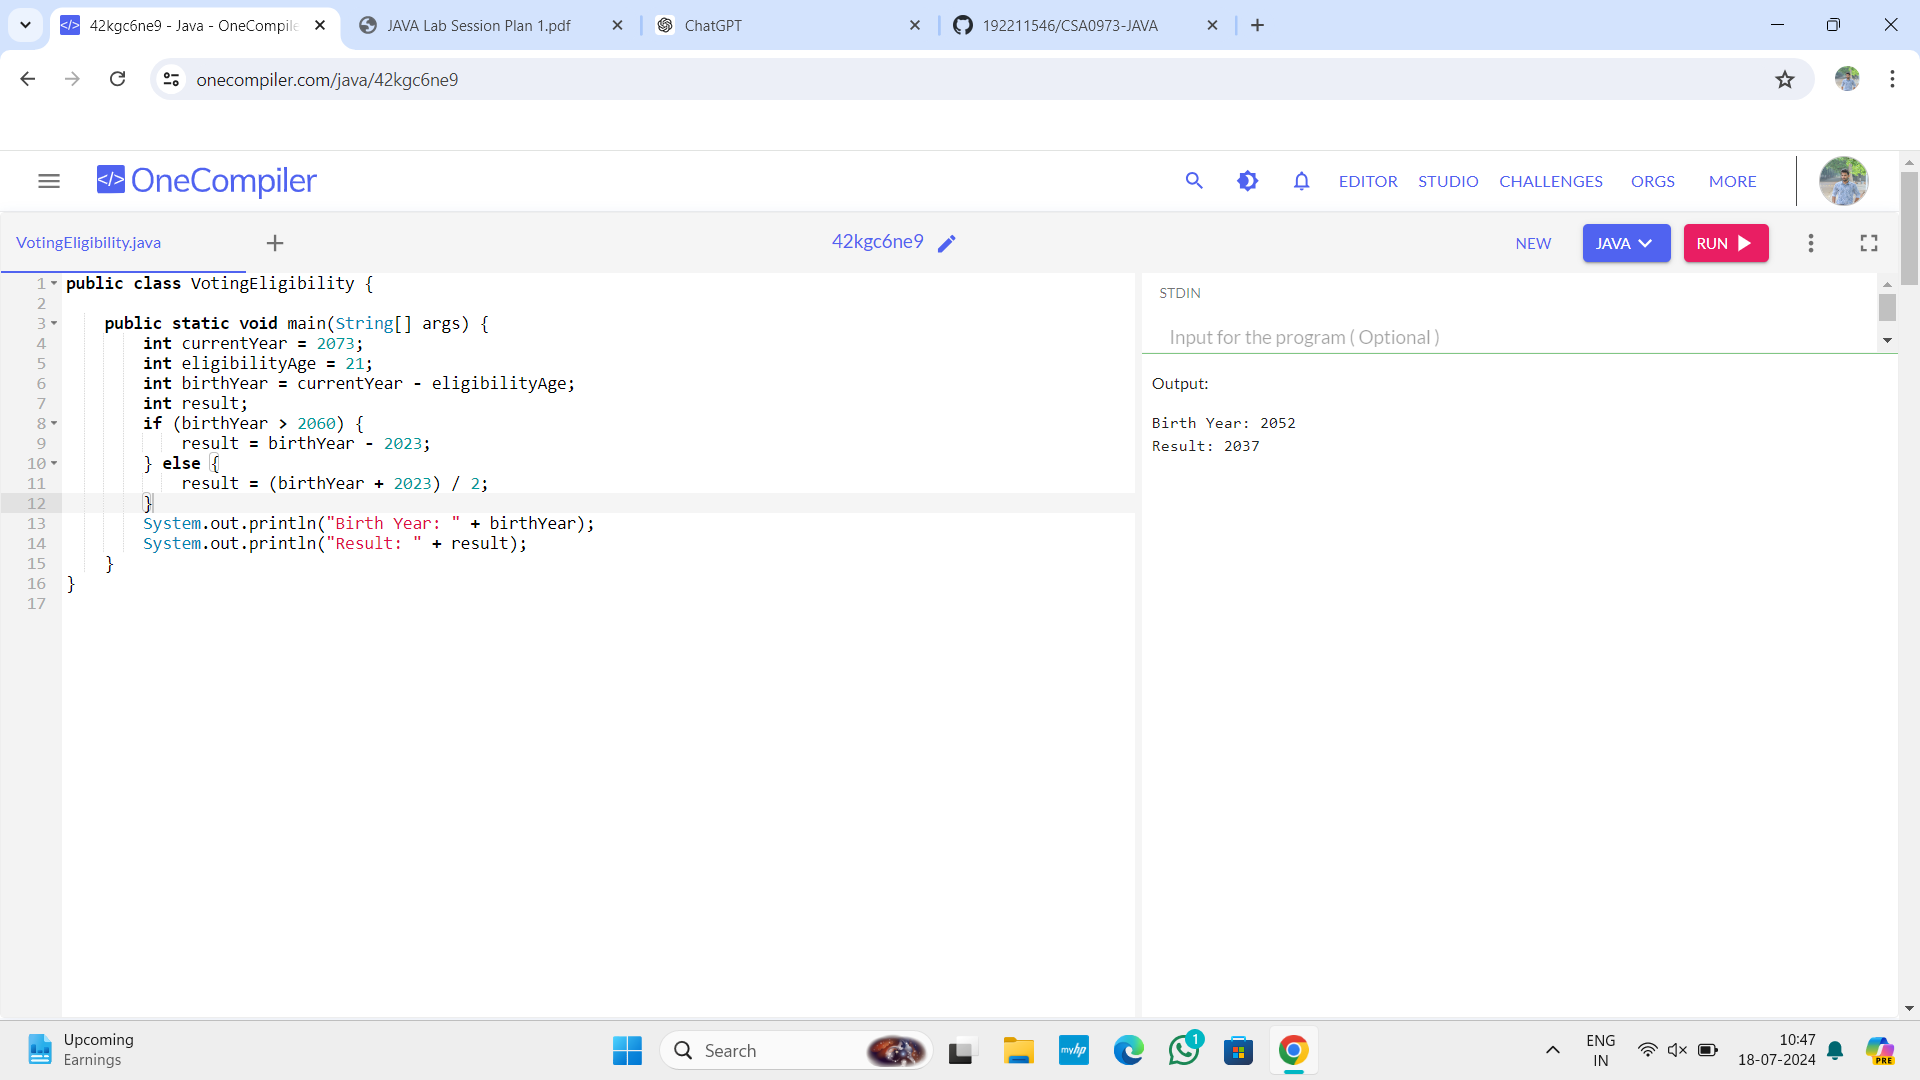 42kgc6ne9 - Java - OneCompile
JAVA Lab Session Plan 1.pdf
ChatGPT
192211546/CSA0973-JAVA
onecompiler.com/java/42kgc6ne9
</> OneCompiler
EDITOR
STUDIO
CHALLENGES
ORGS
MORE
VotingEligibility.java
42kgc6ne9
NEW
JAVA
RUN
1 public class VotingEligibility {
2
3 public static void main(String[] args) {
4 int currentYear = 2073;
5 int eligibilityAge = 21;
6 int birthYear = currentYear - eligibilityAge;
7 int result;
8 if (birthYear > 2060) {
9 result = birthYear - 2023;
10 } else {
11 result = (birthYear + 2023) / 2;
12 }
13 System.out.println("Birth Year: " + birthYear);
14 System.out.println("Result: " + result);
15 }
16 }
17
STDIN
Input for the program ( Optional )
Output:
Birth Year: 2052
Result: 2037
Upcoming
Earnings
Search
myhp
1
ENG
IN
10:47
18-07-2024
PRE